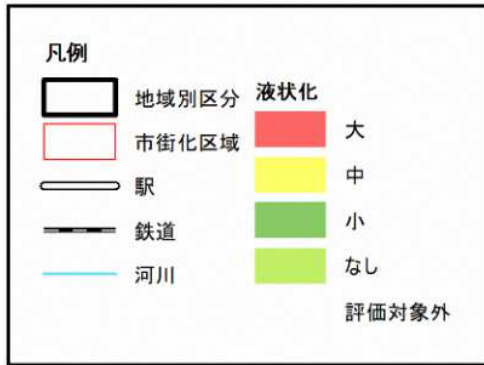 凡例
地域別区分
市街化区域
駅
鉄道
河川
液状化
大
中
小
なし
評価対象外